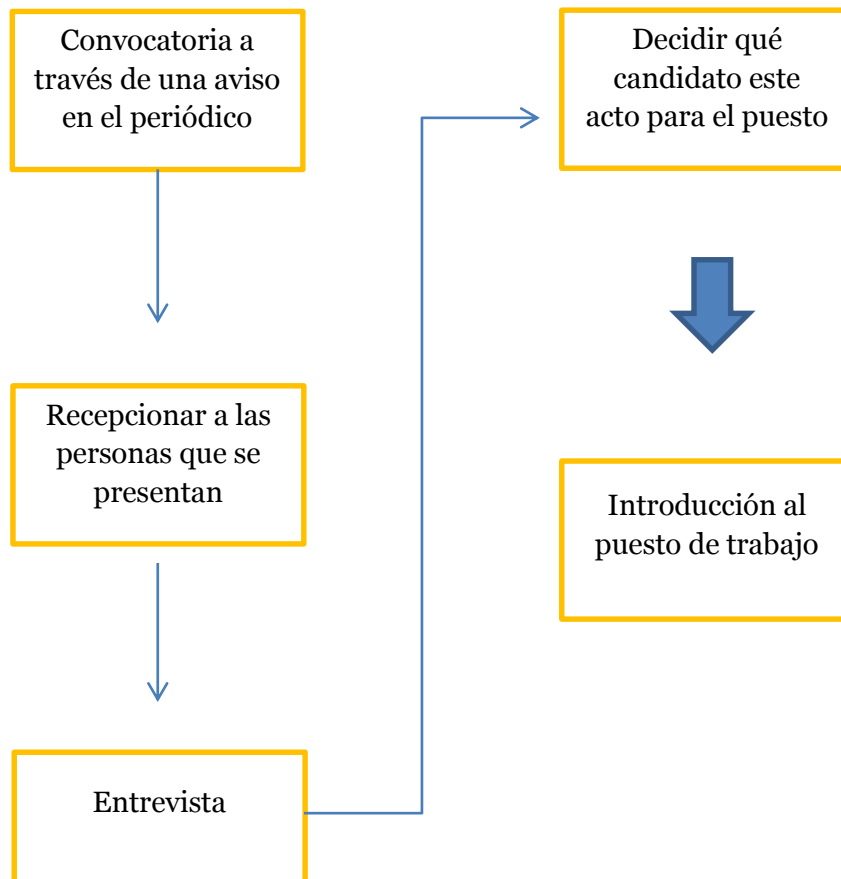 Convocatoria a
través de una aviso
en el periódico
Recepcionar a las
personas que se
presentan
Entrevista
Decidir qué
candidato este
acto para el puesto
Introducción al
puesto de trabajo